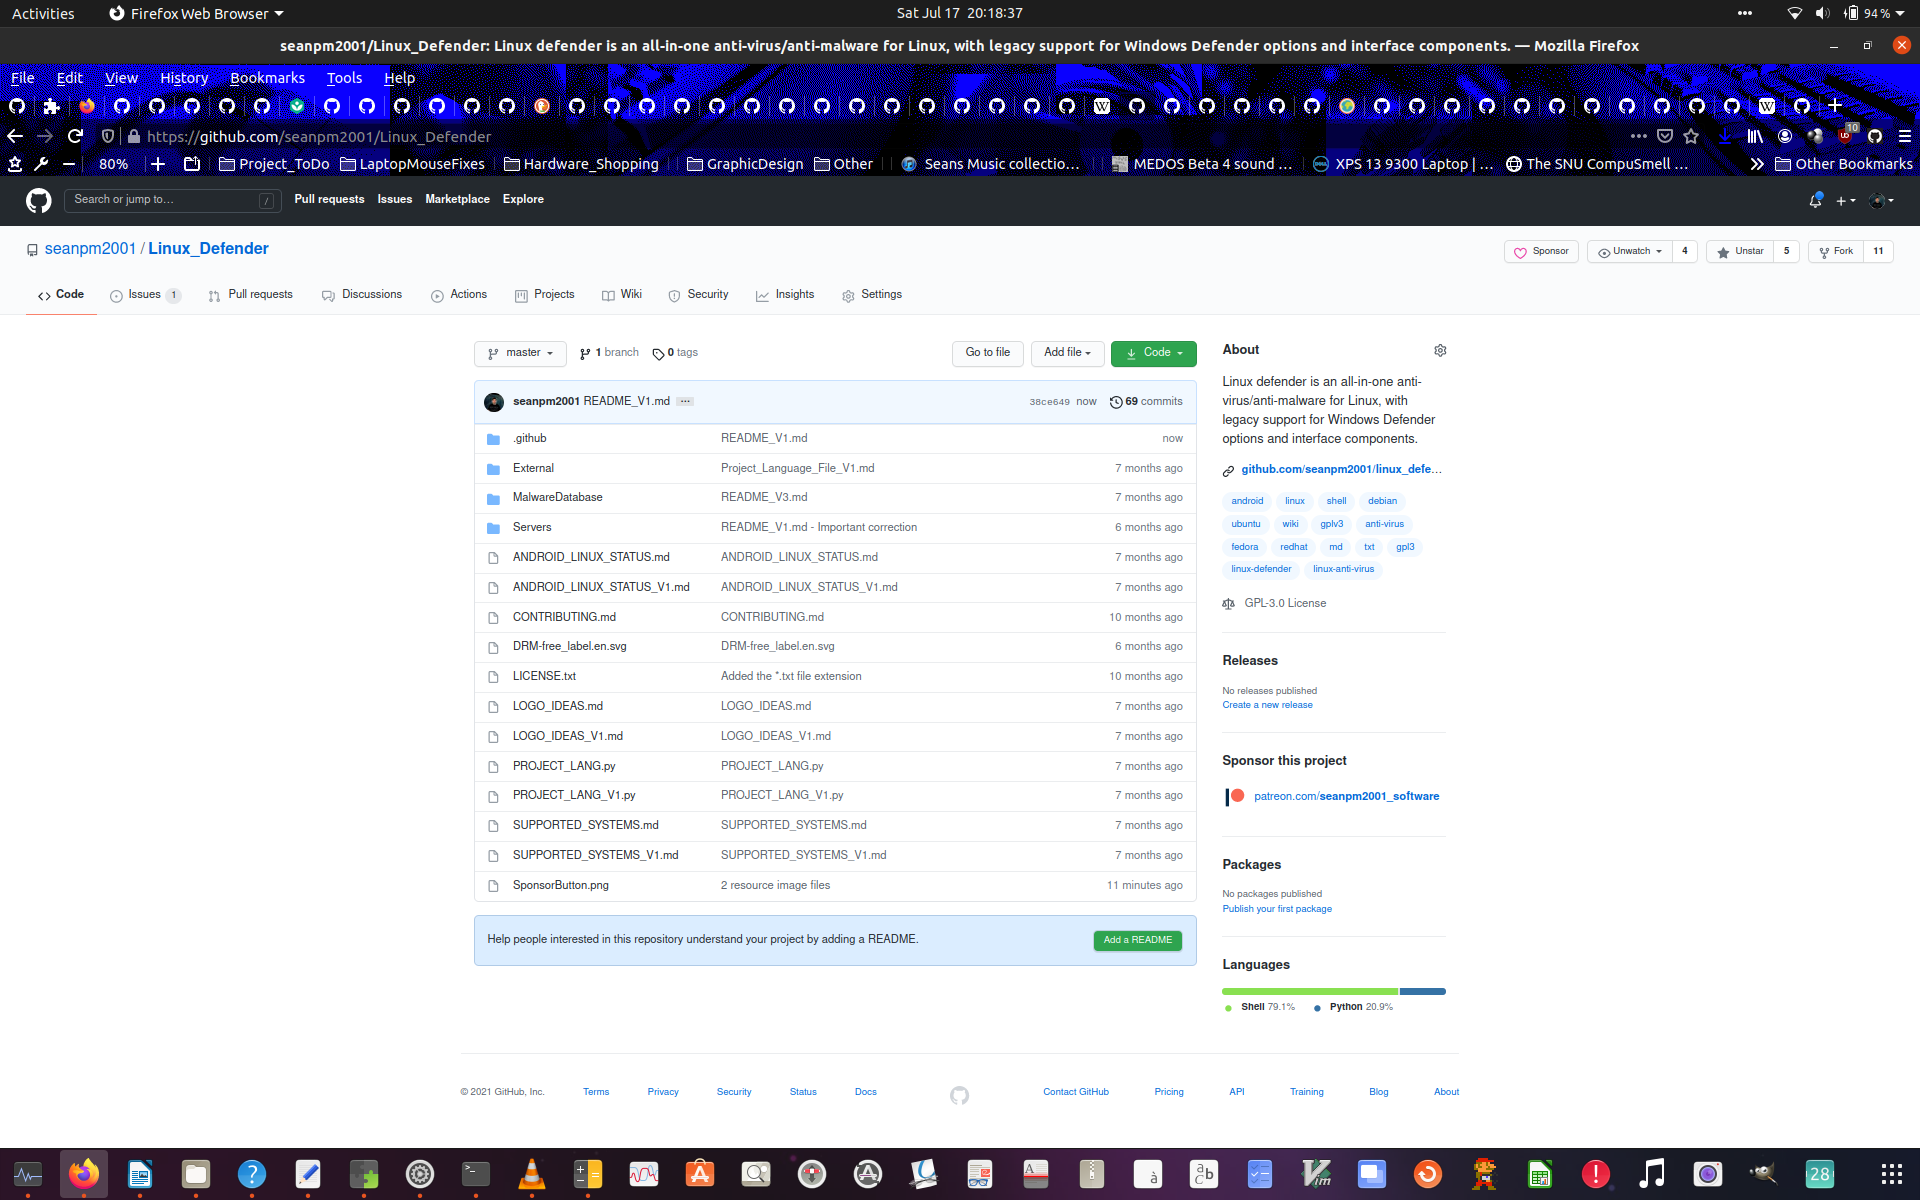 Activities Firefox Web Browser Sat Jul 17 20:18:37 94 %
seanpm2001/Linux_Defender: Linux defender is an all-in-one anti-virus/anti-malware for Linux, with legacy support for Windows Defender options and interface components. — Mozilla Firefox
File Edit View History Bookmarks Tools Help
https://github.com/seanpm2001/Linux_Defender 10
80% Project_ToDo LaptopMouseFixes Hardware_Shopping GraphicDesign Other Seans Music collectio… MEDOS Beta 4 sound … XPS 13 9300 Laptop | … The SNU CompuSmell … Other Bookmarks
Search or jump to… / Pull requests Issues Marketplace Explore
seanpm2001 / Linux_Defender Sponsor Unwatch 4 Unstar 5 Fork 11
Code Issues 1 Pull requests Discussions Actions Projects Wiki Security Insights Settings
master 1 branch 0 tags Go to file Add file Code
seanpm2001 README_V1.md ... 38ce649 now 69 commits
.github README_V1.md now
External Project_Language_File_V1.md 7 months ago
MalwareDatabase README_V3.md 7 months ago
Servers README_V1.md - Important correction 6 months ago
ANDROID_LINUX_STATUS.md ANDROID_LINUX_STATUS.md 7 months ago
ANDROID_LINUX_STATUS_V1.md ANDROID_LINUX_STATUS_V1.md 7 months ago
CONTRIBUTING.md CONTRIBUTING.md 10 months ago
DRM-free_label.en.svg DRM-free_label.en.svg 6 months ago
LICENSE.txt Added the *.txt file extension 10 months ago
LOGO_IDEAS.md LOGO_IDEAS.md 7 months ago
LOGO_IDEAS_V1.md LOGO_IDEAS_V1.md 7 months ago
PROJECT_LANG.py PROJECT_LANG.py 7 months ago
PROJECT_LANG_V1.py PROJECT_LANG_V1.py 7 months ago
SUPPORTED_SYSTEMS.md SUPPORTED_SYSTEMS.md 7 months ago
SUPPORTED_SYSTEMS_V1.md SUPPORTED_SYSTEMS_V1.md 7 months ago
SponsorButton.png 2 resource image files 11 minutes ago
Help people interested in this repository understand your project by adding a README. Add a README
About
Linux defender is an all-in-one anti-
virus/anti-malware for Linux, with
legacy support for Windows Defender
options and interface components.
github.com/seanpm2001/linux_defe…
android linux shell debian
ubuntu wiki gplv3 anti-virus
fedora redhat md txt gpl3
linux-defender linux-anti-virus
GPL-3.0 License
Releases
No releases published
Create a new release
Sponsor this project
patreon.com/seanpm2001_software
Packages
No packages published
Publish your first package
Languages
Shell 79.1% Python 20.9%
© 2021 GitHub, Inc. Terms Privacy Security Status Docs Contact GitHub Pricing API Training Blog About
28